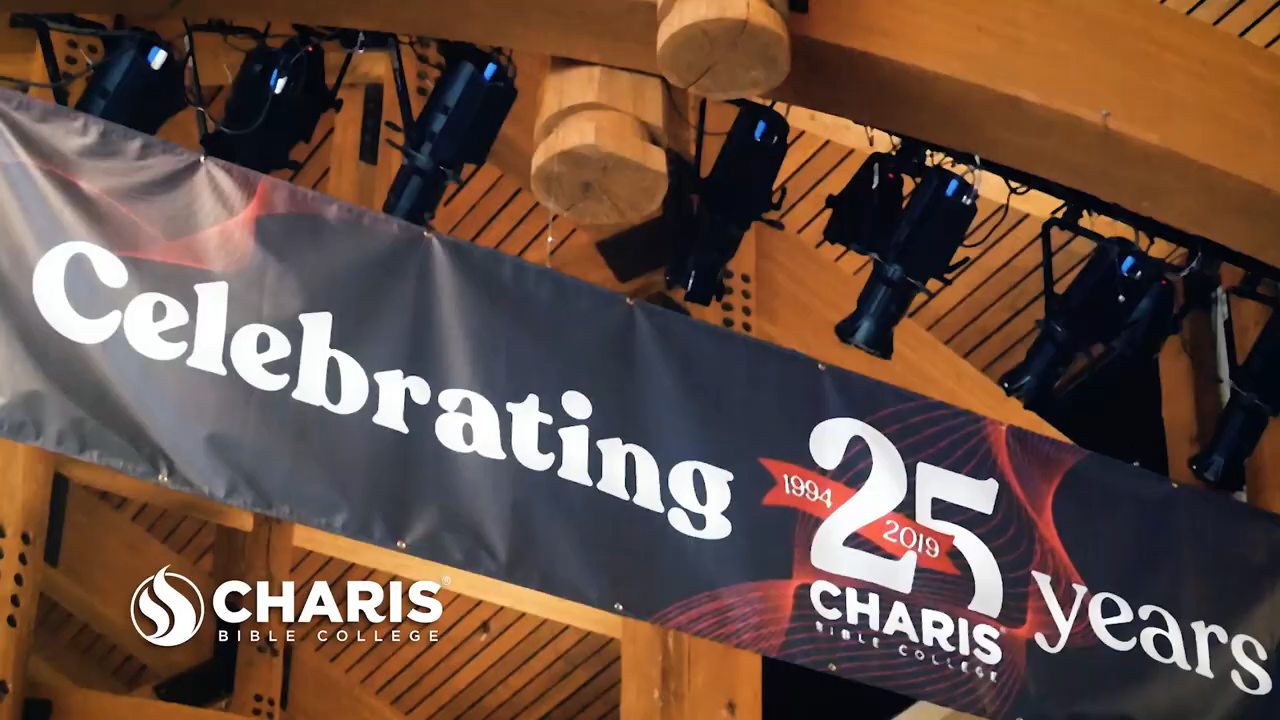 Celebrating
25
1994
2019
CHARIS
BIBLE COLLEGE
years
CHARIS®
BIBLE COLLEGE